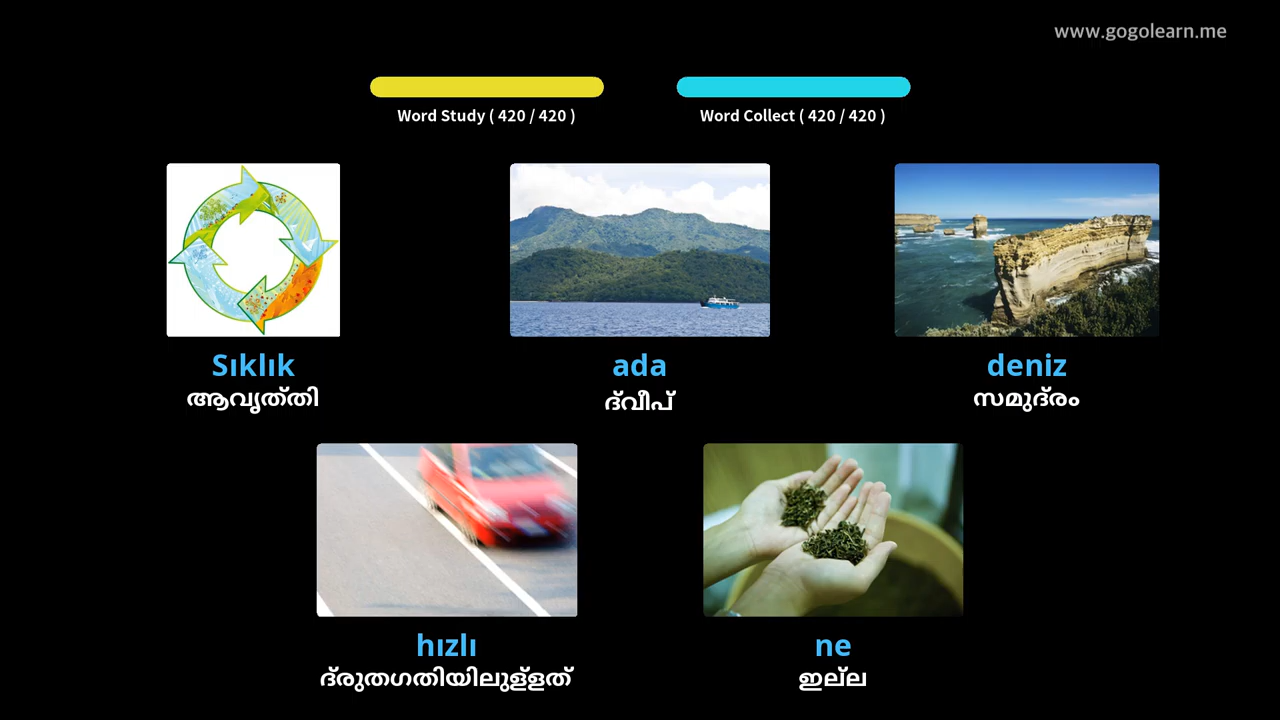 www.gogolearn.me
Word Study ( 420 / 420 )
Word Collect ( 420 / 420 )
Sıklık
ആവൃത്തി
ada
ദ്വീപ്
deniz
സമുദ്രം
hızlı
ദ്രുതഗതിയിലുള്ളത്
ne
ഇല്ല